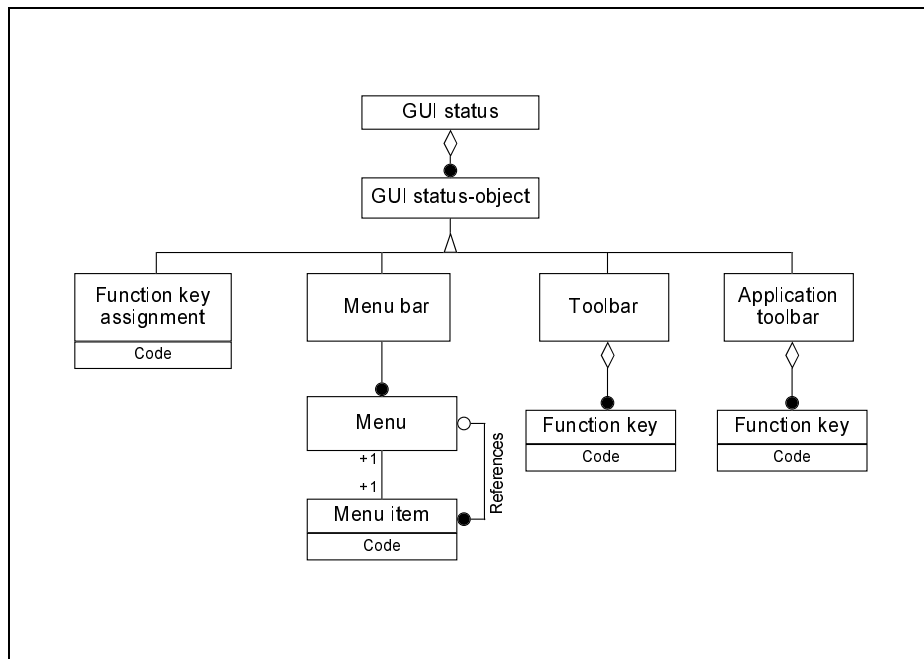 GUI status
GUI status-object
Function key
assignment
Code
Menu bar
Toolbar
Application
toolbar
Menu
+1
+1
References
Menu item
Code
Function key
Code
Function key
Code